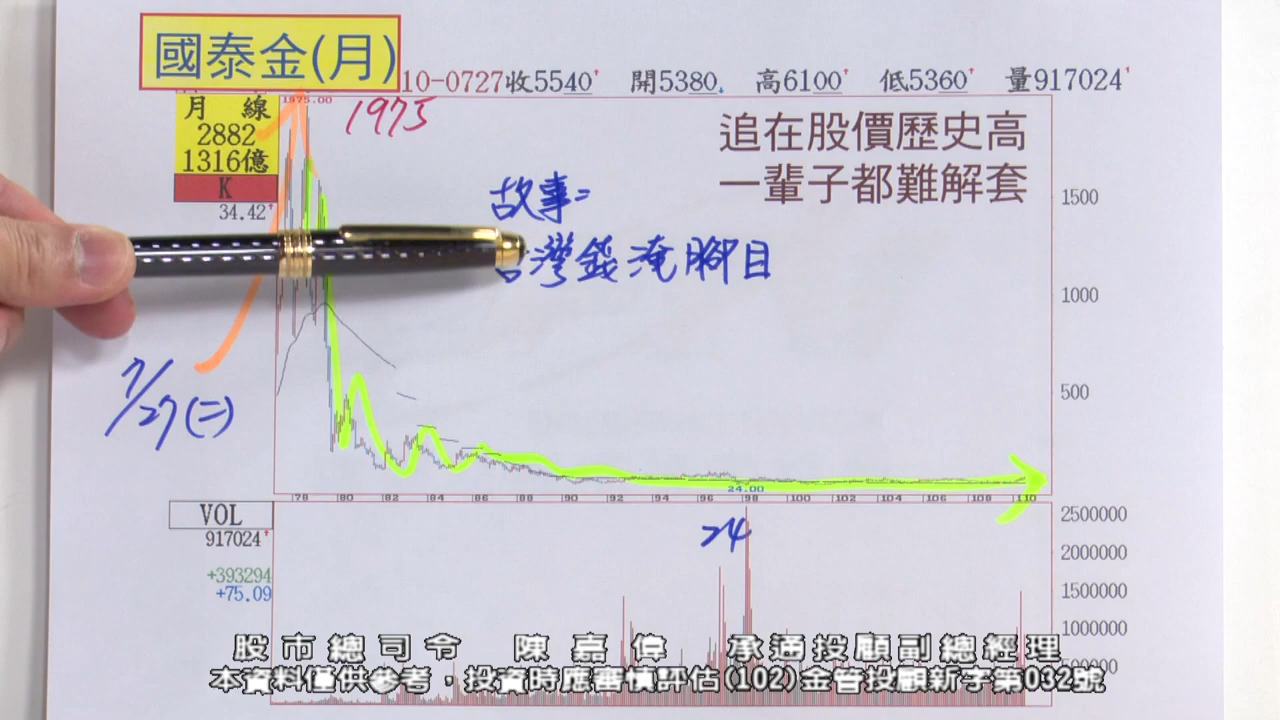 國泰金(月)
10-0727收5540 開5380 高6100 低5360 量917024
月 線
2882
1316億
K
34.42
1975.00
1975
追在股價歷史高
一輩子都難解套
故事:
台灣錢淹腳目
7/27(二)
1500
1000
500
78 80 82 84 86 88 90 92 94 96 98 100 102 104 106 108 110
24.00
24
VOL
917024
+393294
+75.09
2500000
2000000
1500000
1000000
500000
股市總司令 陳嘉偉 承通投顧副總經理
本資料僅供參考，投資時應審慎評估(102)金管投顧新字第032號